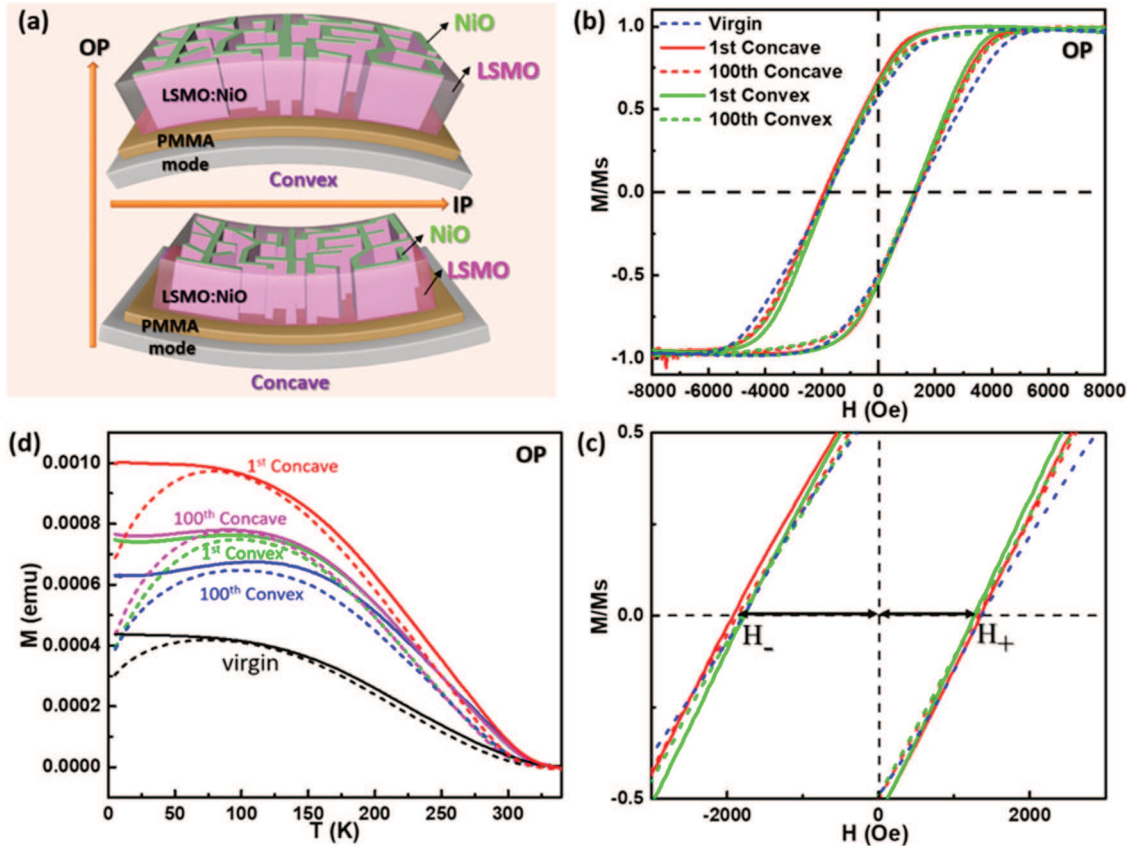 (a)
OP
NiO
LSMO
LSMO:NiO
PMMA
mode
Convex
IP
NiO
LSMO
LSMO:NiO
PMMA
mode
Concave
(b)
1.0
0.5
0.0
-0.5
-1.0
M/Ms
Virgin
1st Concave
100th Concave
1st Convex
100th Convex
OP
-8000 -6000 -4000 -2000 0 2000 4000 6000 8000
H (Oe)
(d)
OP
0.0010
0.0008
0.0006
0.0004
0.0002
0.0000
M (emu)
1st Concave
100th Concave
1st Convex
100th Convex
virgin
0 50 100 150 200 250 300
T (K)
(c)
0.5
0.0
-0.5
M/Ms
H-
H+
-2000 0 2000
H (Oe)